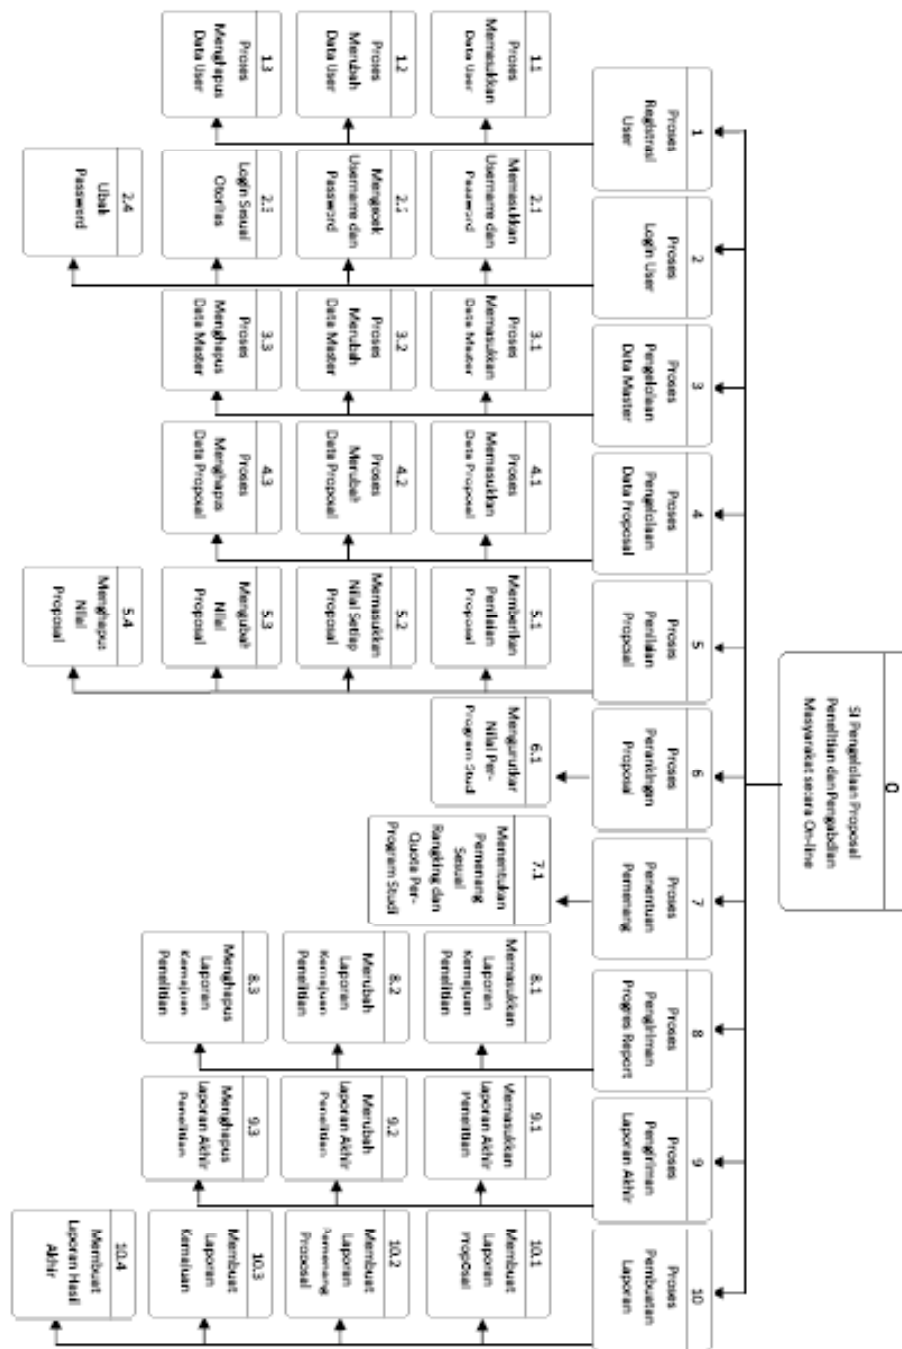 0
SI Pengelolaan Proposal
Penelitian dan Pengabdian
Masyarakat secara On-line
1
Proses
Registrasi
User
2
Proses
Login User
3
Proses
Pengelolaan
Data Master
4
Proses
Pengelolaan
Data Proposal
5
Proses
Penilaian
Proposal
6
Proses
Perankingan
Proposal
7
Proses
Penentuan
Pemenang
8
Proses
Pengiriman
Progres Report
9
Proses
Pengiriman
Laporan Akhir
10
Proses
Pembuatan
Laporan
1.1
Proses
Memasukkan
Data User
1.2
Proses
Merubah
Data User
1.3
Proses
Menghapus
Data User
2.1
Memasukkan
Username dan
Password
2.2
Mengecek
Username dan
Password
2.3
Login Sesuai
Otoritas
2.4
Ubah
Password
3.1
Proses
Memasukkan
Data Master
3.2
Proses
Merubah
Data Master
3.3
Proses
Menghapus
Data Master
4.1
Proses
Memasukkan
Data Proposal
4.2
Proses
Merubah
Data Proposal
4.3
Proses
Menghapus
Data Proposal
5.1
Memberikan
Penilaian
Proposal
5.2
Memasukkan
Nilai Setiap
Proposal
5.3
Mengubah
Nilai
Proposal
5.4
Menghapus
Nilai
Proposal
6.1
Mengurutkan
Nilai Per-
Program Studi
7.1
Menentukan
Pemenang
Sesuai
Rangking dan
Quota Per-
Program Studi
8.1
Memasukkan
Laporan
Kemajuan
Penelitian
8.2
Merubah
Laporan
Kemajuan
Penelitian
8.3
Menghapus
Laporan
Kemajuan
Penelitian
9.1
Memasukkan
Laporan Akhir
Penelitian
9.2
Merubah
Laporan Akhir
Penelitian
9.3
Menghapus
Laporan Akhir
Penelitian
10.1
Membuat
Laporan
Proposal
10.2
Membuat
Laporan
Pemenang
Proposal
10.3
Membuat
Laporan
Kemajuan
10.4
Membuat
Laporan Hasil
Akhir